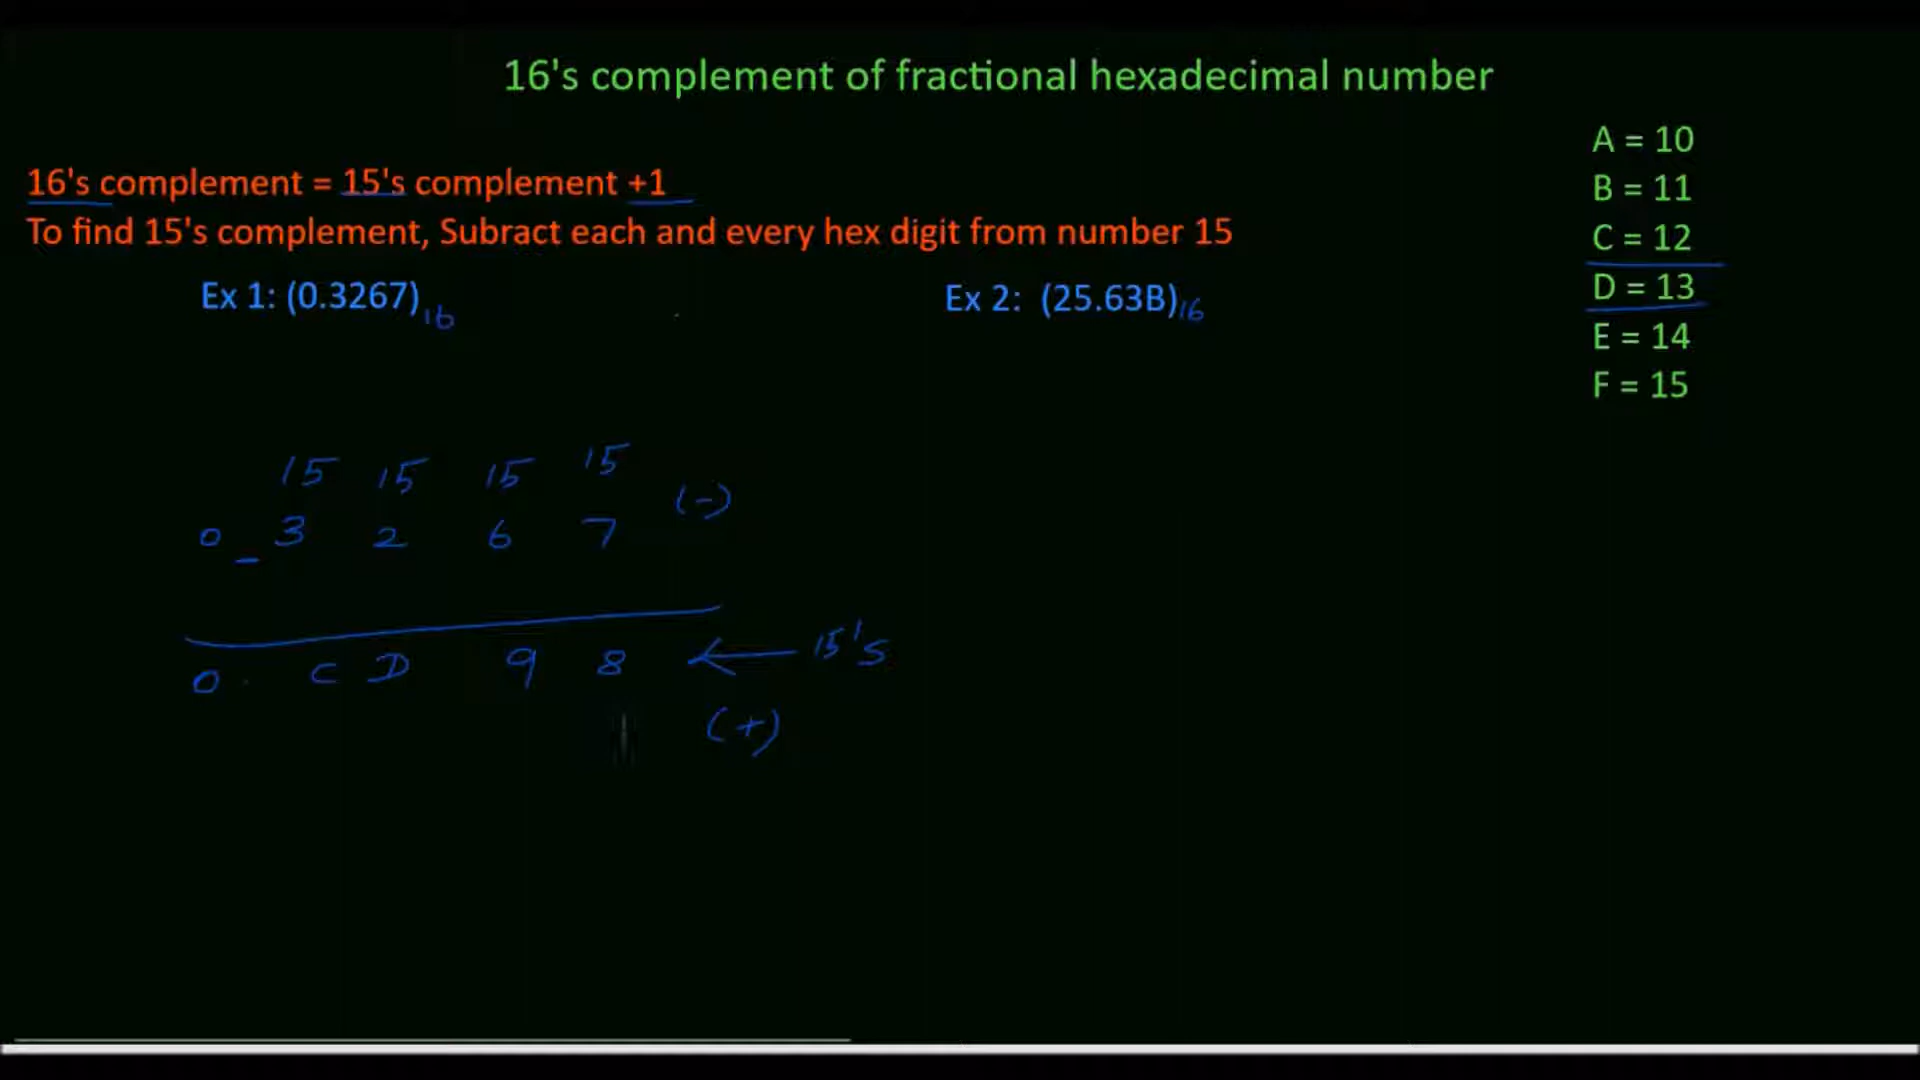 16's complement of fractional hexadecimal number
A = 10
B = 11
C = 12
D = 13
E = 14
F = 15
16's complement = 15's complement +1
To find 15's complement, Subract each and every hex digit from number 15
Ex 1: (0.3267)16
Ex 2: (25.63B)16
15 15 15 15
(-)
0 . 3 2 6 7
0 . C D 9 8 ← 15's
(+)